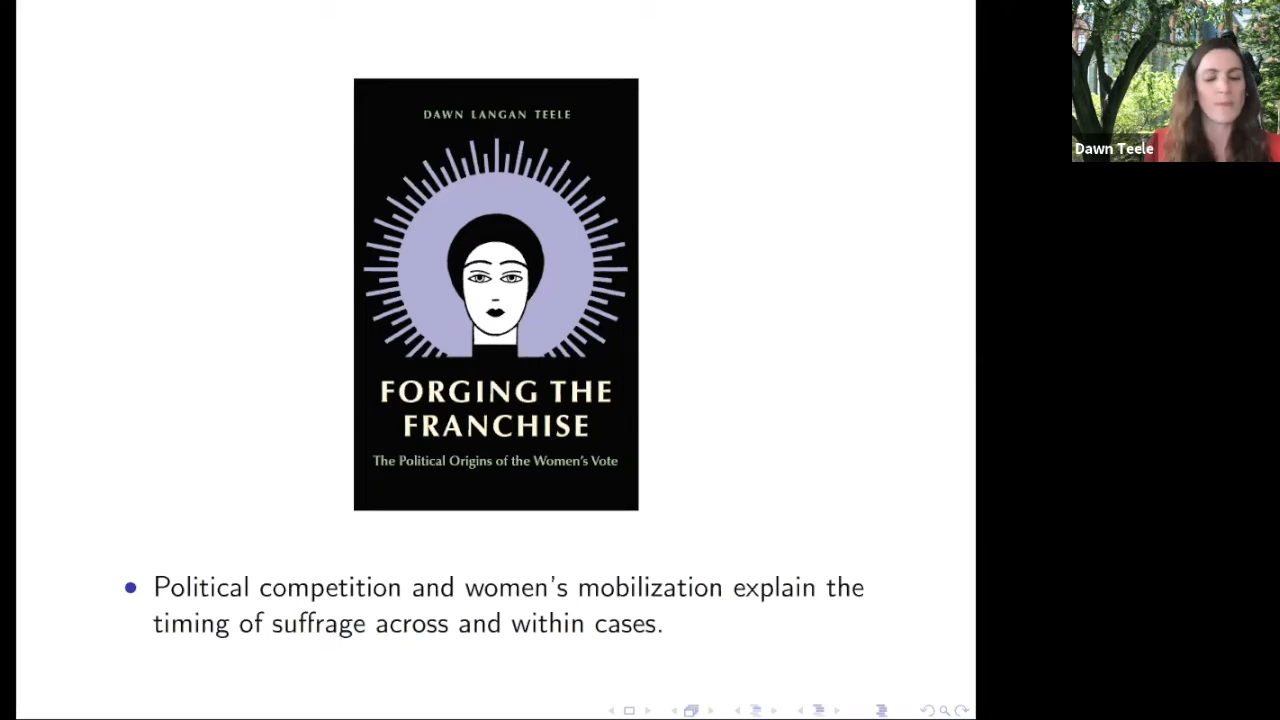 DAWN LANGAN TEELE
FORGING THE
FRANCHISE
The Political Origins of the Women's Vote
• Political competition and women's mobilization explain the
timing of suffrage across and within cases.
Dawn Teele